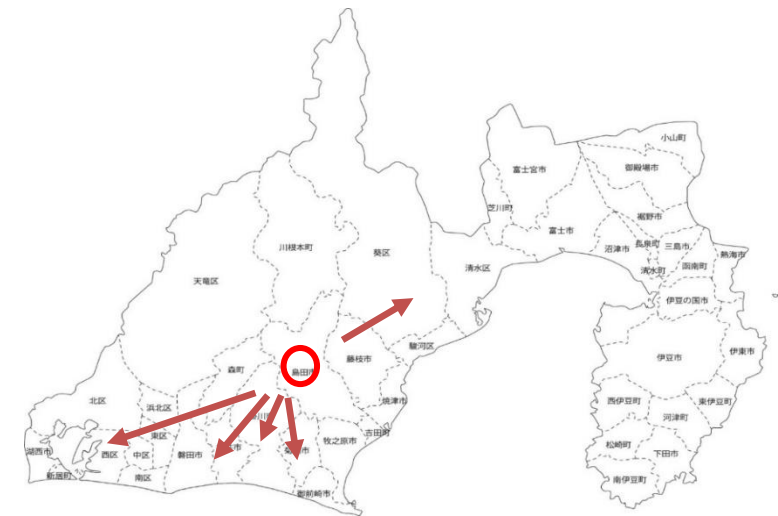 小山町
御殿場市
富士宮市
芝川町
裾野市
富士市
長泉町
三島市
沼津市
川根本町
葵区
熱海市
清水区
函南町
清水町
天竜区
伊豆の国市
駿河区
伊東市
藤枝市
伊豆市
森町
島田市
北区
焼津市
西伊豆町
東伊豆町
浜北区
河津町
吉田町
東区
牧之原市
松崎町
湖西市
西区
中区
磐田市
下田市
新居町
南区
南伊豆町
御前崎市